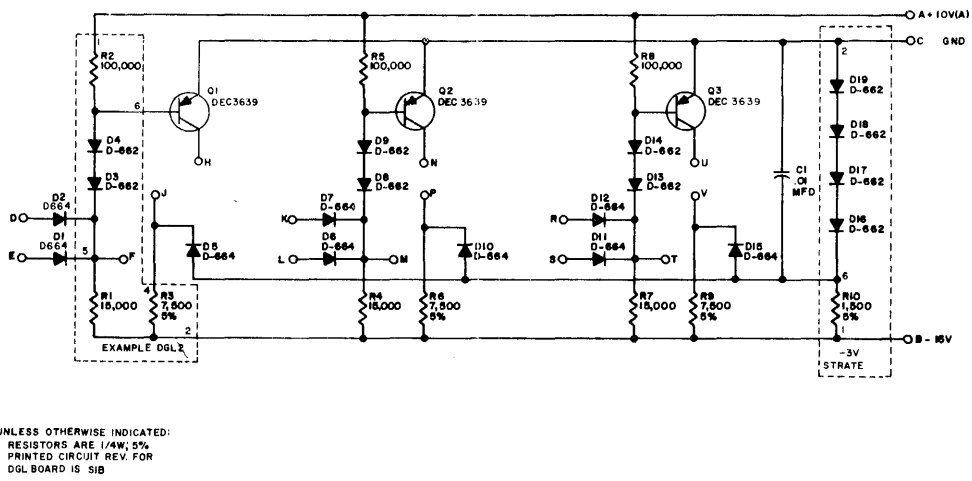 A+10V(A)
C GND
1
R2
100,000
R5
100,000
R8
100,000
2
Q1
DEC3639
Q2
DEC 3639
Q3
DEC 3639
6
D19
D-662
D18
D-662
D17
D-662
D16
D-662
D4
D-662
D3
D-662
D9
D-662
D8
D-662
D14
D-662
D13
D-662
H
N
U
C1
.01
MFD
J
P
V
D2
D664
D
D1
D664
E
5
F
D7
D-664
K
D6
D-664
L
M
D12
D-664
R
D11
D-664
S
T
D5
D-664
D10
D-664
D15
D-664
4
6
R1
15,000
R3
7,500
5%
R4
15,000
R6
7,500
5%
R7
15,000
R9
7,500
5%
R10
1,500
5%
2
1
B-15V
EXAMPLE DGL2
-3V
STRATE
UNLESS OTHERWISE INDICATED:
RESISTORS ARE 1/4W; 5%
PRINTED CIRCUIT REV. FOR
DGL BOARD IS S1B